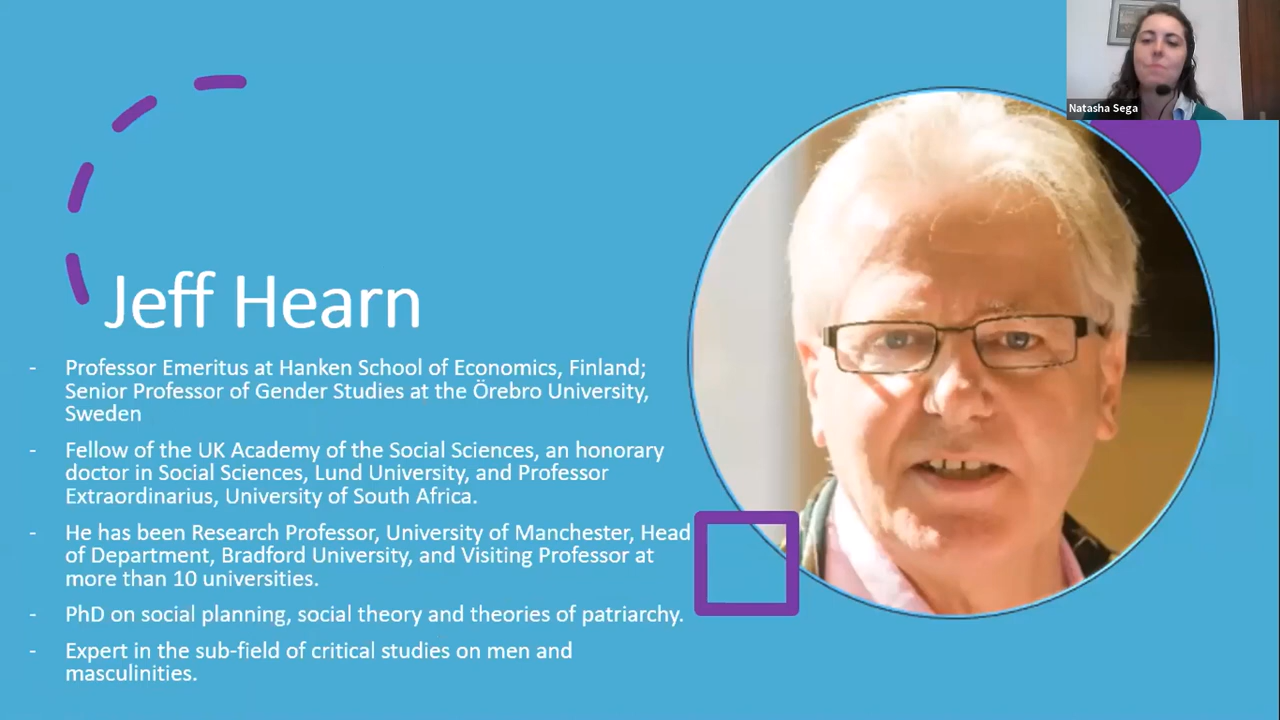 Natasha Sega
Jeff Hearn
- Professor Emeritus at Hanken School of Economics, Finland;
Senior Professor of Gender Studies at the Örebro University,
Sweden
- Fellow of the UK Academy of the Social Sciences, an honorary
doctor in Social Sciences, Lund University, and Professor
Extraordinarius, University of South Africa.
- He has been Research Professor, University of Manchester, Head
of Department, Bradford University, and Visiting Professor at
more than 10 universities.
- PhD on social planning, social theory and theories of patriarchy.
- Expert in the sub-field of critical studies on men and
masculinities.